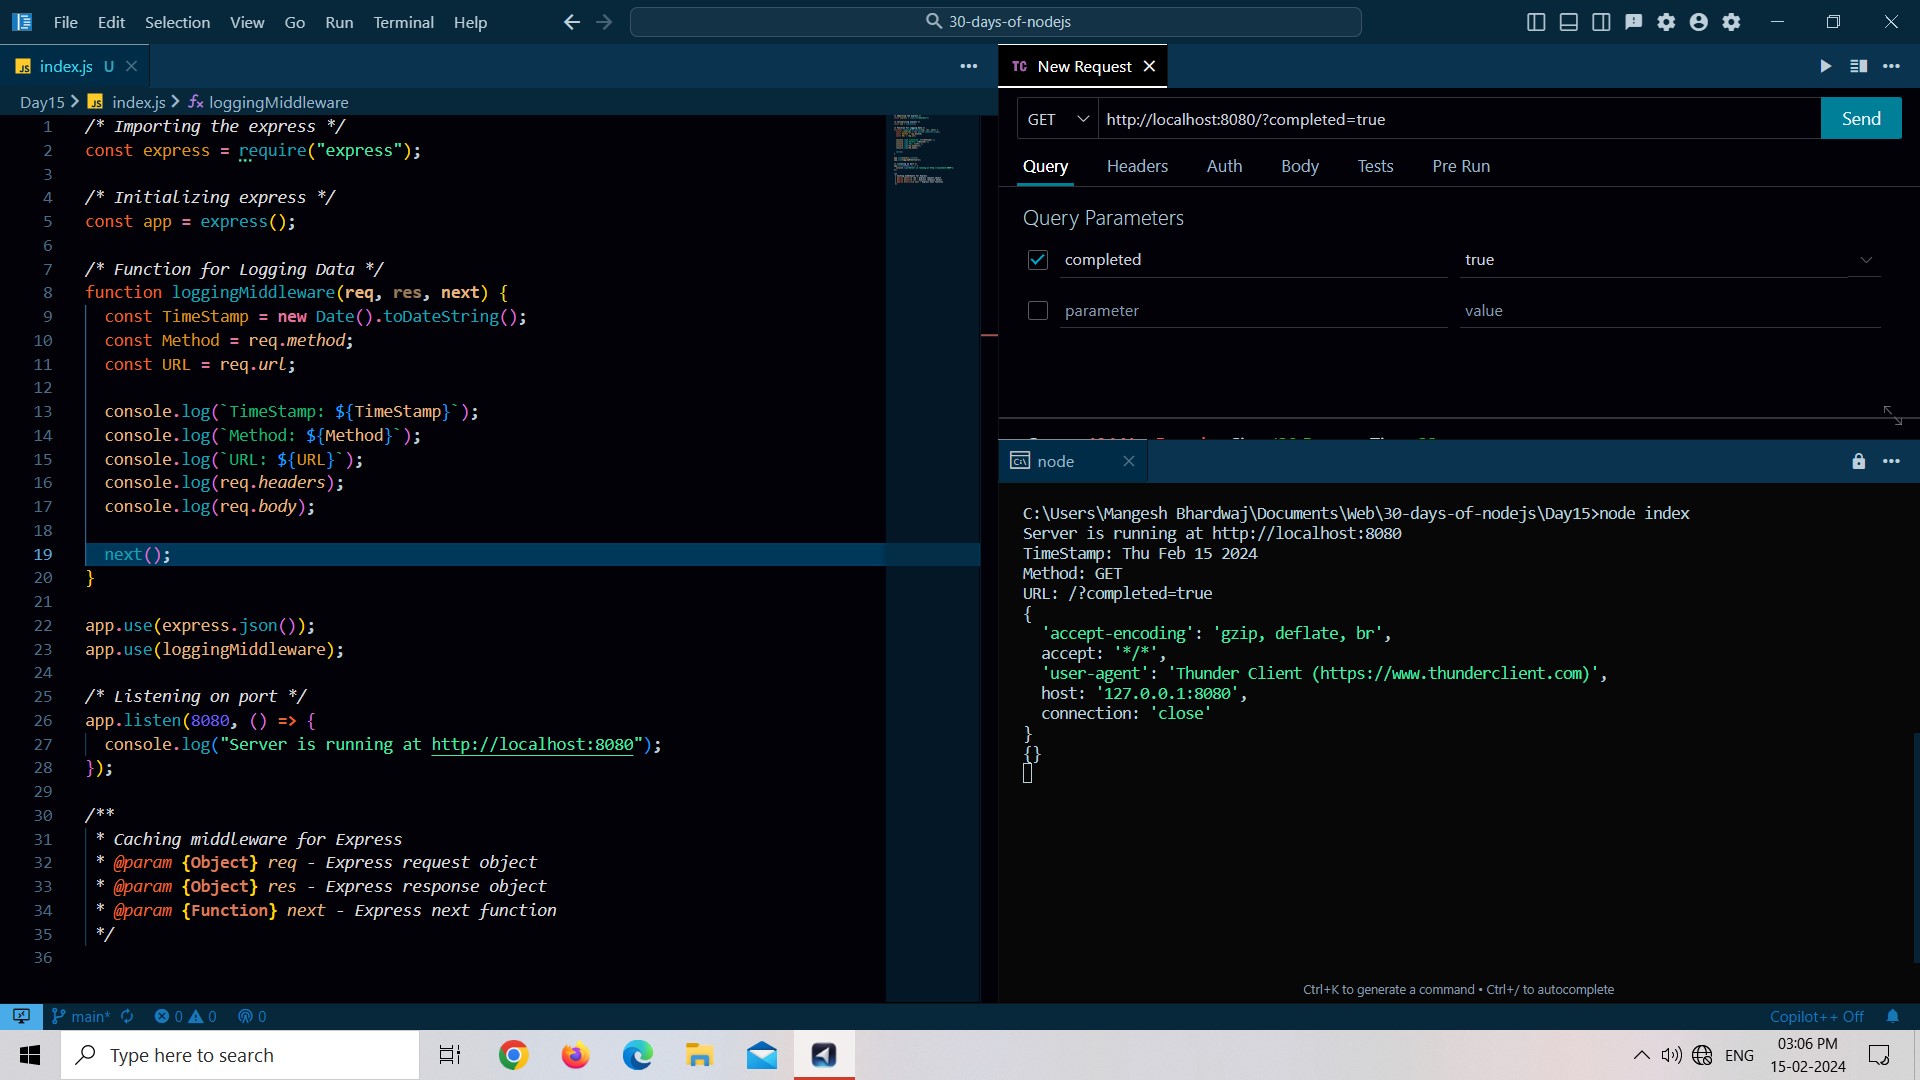 File Edit Selection View Go Run Terminal Help
30-days-of-nodejs
JS index.js U
Day15 > JS index.js > loggingMiddleware
1 /* Importing the express */
2 const express = require("express");
3
4 /* Initializing express */
5 const app = express();
6
7 /* Function for Logging Data */
8 function loggingMiddleware(req, res, next) {
9 const TimeStamp = new Date().toDateString();
10 const Method = req.method;
11 const URL = req.url;
12
13 console.log(`TimeStamp: ${TimeStamp}`);
14 console.log(`Method: ${Method}`);
15 console.log(`URL: ${URL}`);
16 console.log(req.headers);
17 console.log(req.body);
18
19 next();
20 }
21
22 app.use(express.json());
23 app.use(loggingMiddleware);
24
25 /* Listening on port */
26 app.listen(8080, () => {
27 console.log("Server is running at http://localhost:8080");
28 });
29
30 /**
31 * Caching middleware for Express
32 * @param {Object} req - Express request object
33 * @param {Object} res - Express response object
34 * @param {Function} next - Express next function
35 */
36
TC New Request
GET http://localhost:8080/?completed=true Send
Query Headers Auth Body Tests Pre Run
Query Parameters
completed true
parameter value
node
C:\Users\Mangesh Bhardwaj\Documents\Web\30-days-of-nodejs\Day15>node index
Server is running at http://localhost:8080
TimeStamp: Thu Feb 15 2024
Method: GET
URL: /?completed=true
{
'accept-encoding': 'gzip, deflate, br',
accept: '*/*',
'user-agent': 'Thunder Client (https://www.thunderclient.com)',
host: '127.0.0.1:8080',
connection: 'close'
}
{}
Ctrl+K to generate a command • Ctrl+/ to autocomplete
main* 0 0 0 Copilot++ Off
Type here to search
ENG
03:06 PM
15-02-2024